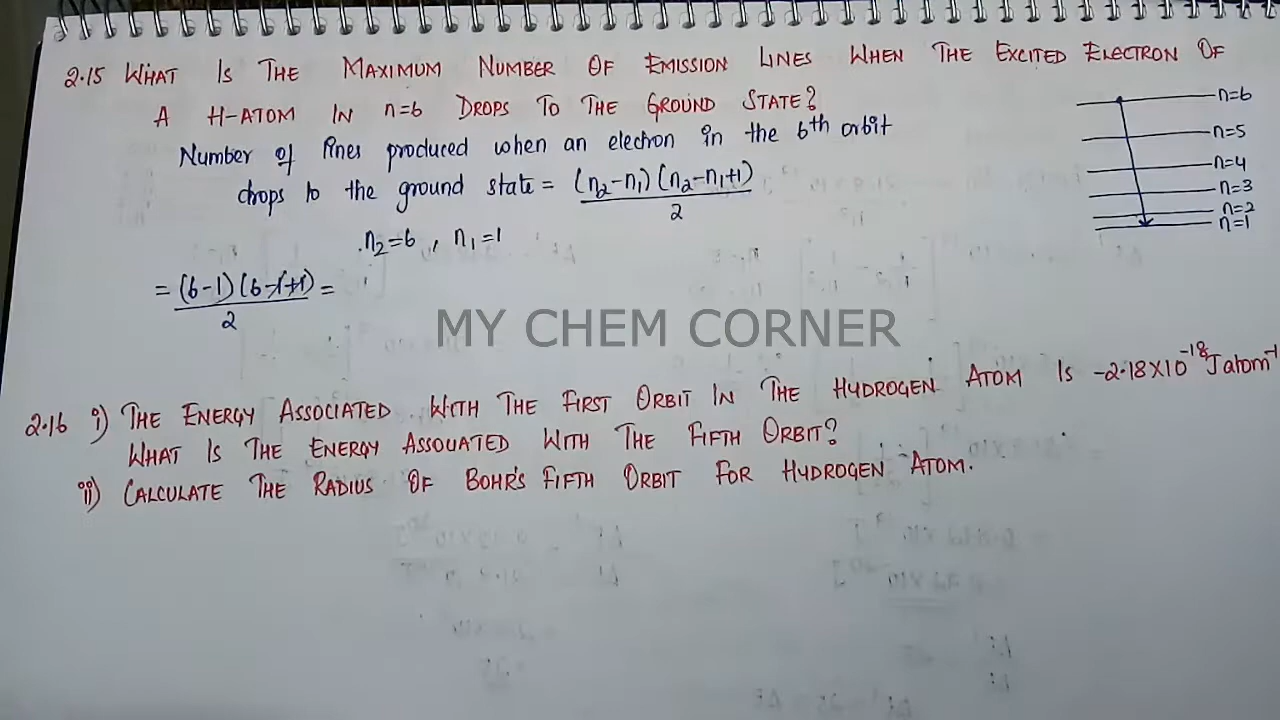 2.15 WHAT IS THE MAXIMUM NUMBER OF EMISSION LINES WHEN THE EXCITED ELECTRON OF
A H-ATOM IN n=6 DROPS TO THE GROUND STATE?
Number of lines produced when an electron in the 6th orbit
drops to the ground state = (n2-n1)(n2-n1+1)
2
n2=6, n1=1
= (6-1)(6-1+1) =
2
n=6
n=5
n=4
n=3
n=2
n=1
MY CHEM CORNER
2.16 i) THE ENERGY ASSOCIATED WITH THE FIRST ORBIT IN THE HYDROGEN ATOM IS -2.18X10-18 J atom-1
WHAT IS THE ENERGY ASSOUATED WITH THE FIFTH ORBIT?
ii) CALCULATE THE RADIUS OF BOHR'S FIFTH ORBIT FOR HYDROGEN ATOM.